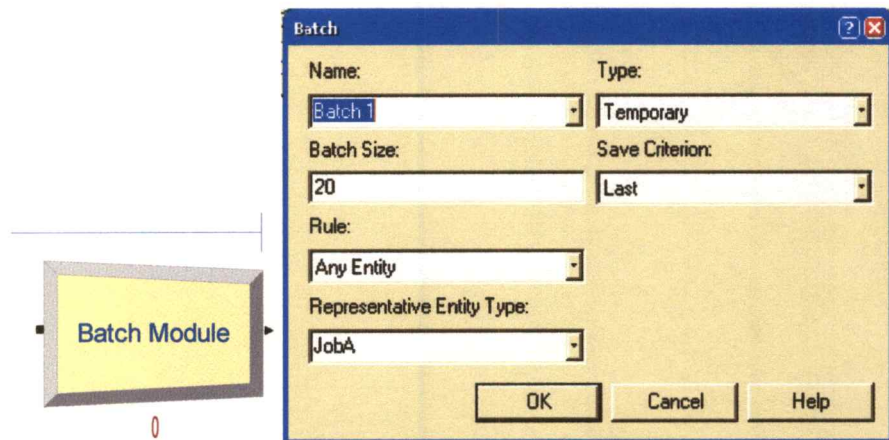 Batch
Name:
Type:
Batch 1
Temporary
Batch Size:
Save Criterion:
20
Last
Rule:
Any Entity
Representative Entity Type:
JobA
OK
Cancel
Help
Batch Module
0